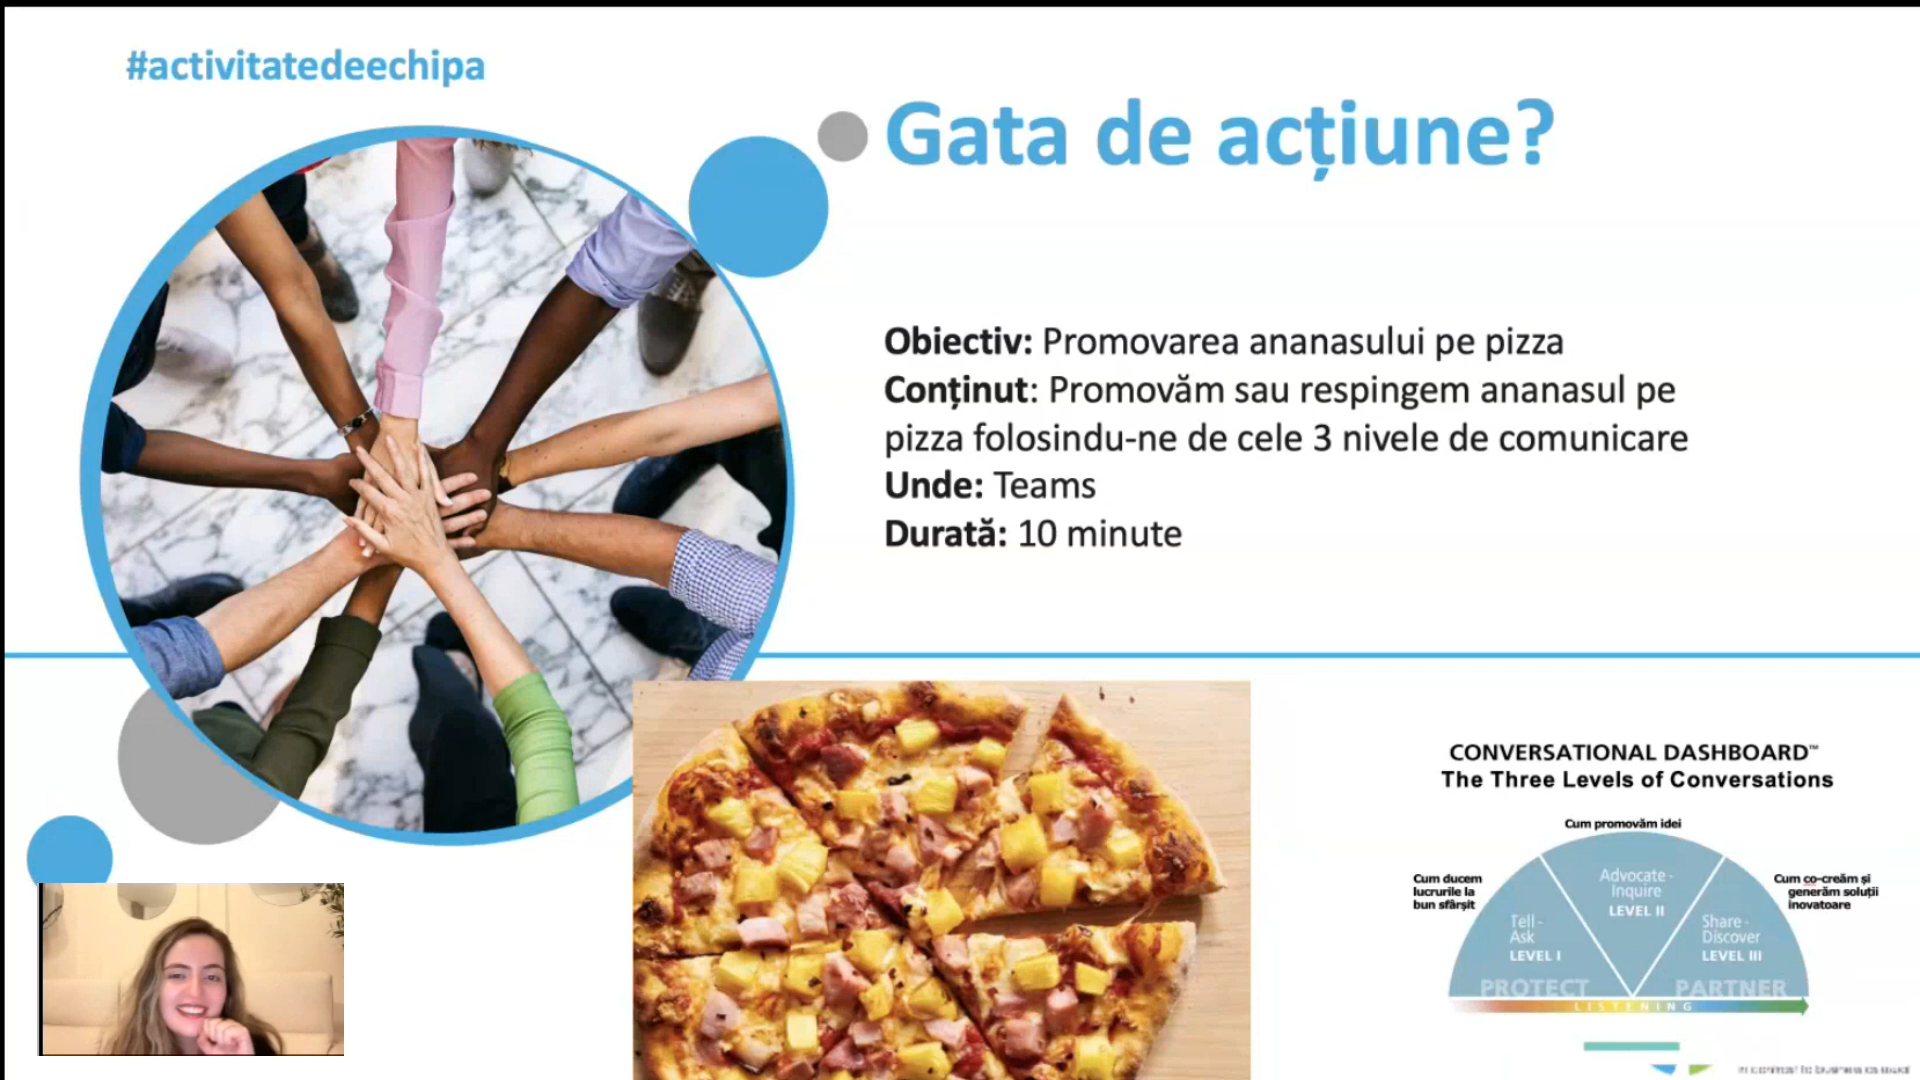 #activitatedeechipa
Gata de acțiune?
Obiectiv: Promovarea ananasului pe pizza
Conținut: Promovăm sau respingem ananasul pe
pizza folosindu-ne de cele 3 nivele de comunicare
Unde: Teams
Durată: 10 minute
CONVERSATIONAL DASHBOARD™
The Three Levels of Conversations
Cum promovăm idei
Cum ducem
lucrurile la
bun sfârșit
Advocate -
Inquire
LEVEL II
Cum co-creăm și
generăm soluții
inovatoare
Tell -
Ask
LEVEL I
Share -
Discover
LEVEL III
PROTECT
PARTNER
LISTENING